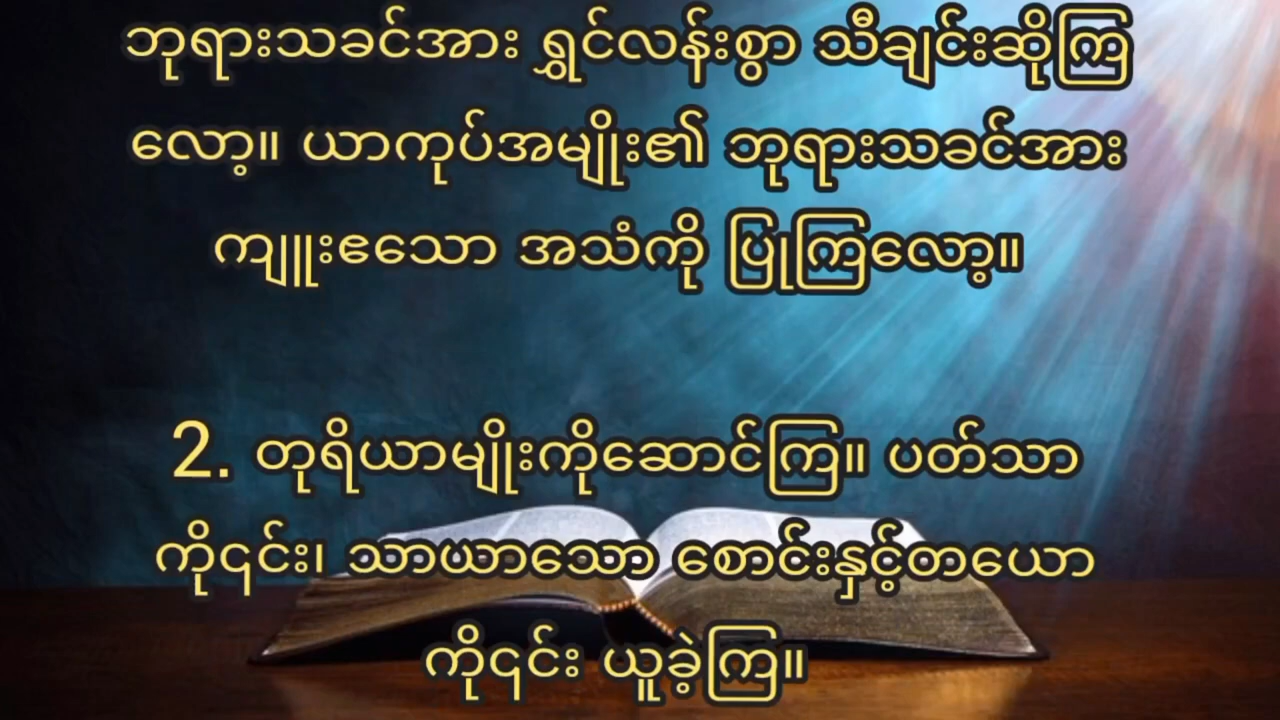 ဘုရားသခင်အား ရွှင်လန်းစွာ သီချင်းဆိုကြ
လော့။ ယာကုပ်အမျိုး၏ ဘုရားသခင်အား
ကျူးဧသော အသံကို ပြုကြလော့။
2. တုရိယာမျိုးကိုဆောင်ကြ။ ပတ်သာ
ကို၎င်း၊ သာယာသော စောင်းနှင့်တယော
ကို၎င်း ယူခဲ့ကြ။